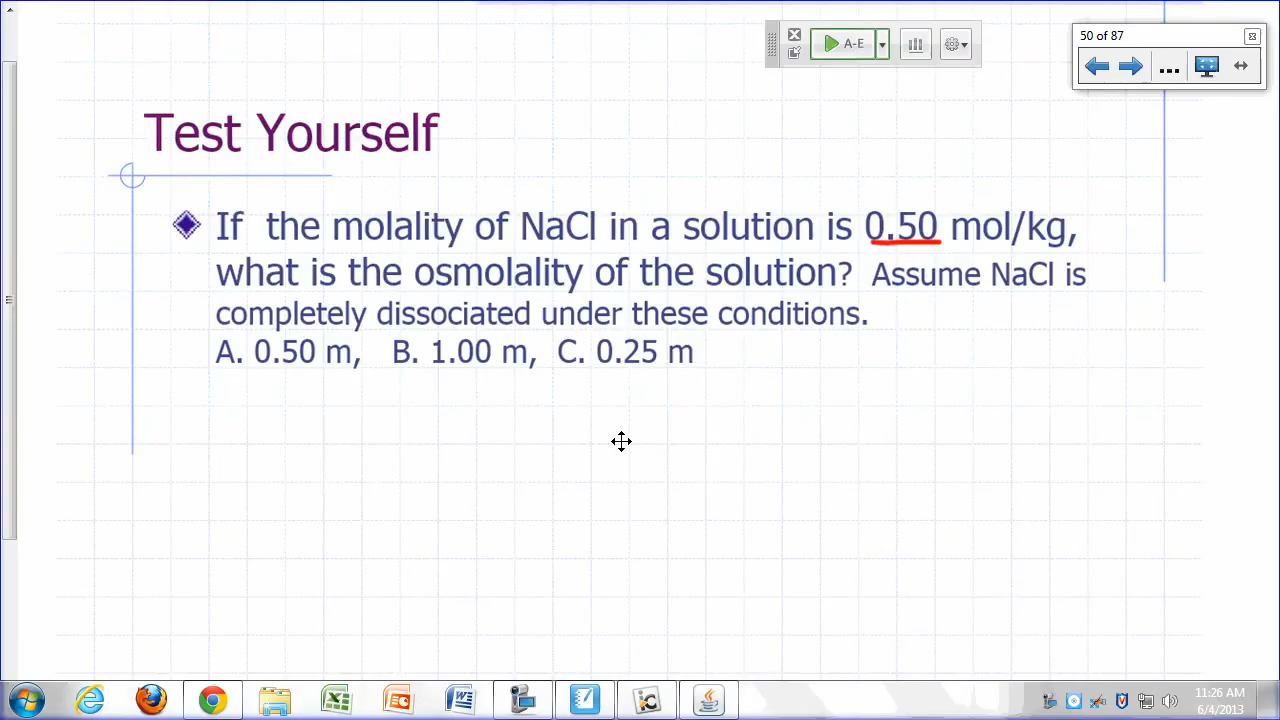 50 of 87
A-E
Test Yourself
If the molality of NaCl in a solution is 0.50 mol/kg,
what is the osmolality of the solution? Assume NaCl is
completely dissociated under these conditions.
A. 0.50 m, B. 1.00 m, C. 0.25 m
11:26 AM
6/4/2013